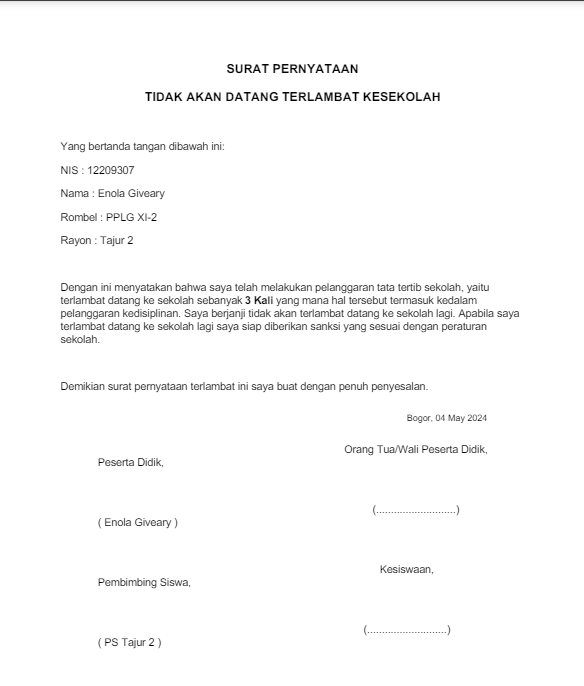 SURAT PERNYATAAN
TIDAK AKAN DATANG TERLAMBAT KESEKOLAH
Yang bertanda tangan dibawah ini:
NIS : 12209307
Nama : Enola Giveary
Rombel : PPLG XI-2
Rayon : Tajur 2
Dengan ini menyatakan bahwa saya telah melakukan pelanggaran tata tertib sekolah, yaitu
terlambat datang ke sekolah sebanyak 3 Kali yang mana hal tersebut termasuk kedalam
pelanggaran kedisiplinan. Saya berjanji tidak akan terlambat datang ke sekolah lagi. Apabila saya
terlambat datang ke sekolah lagi saya siap diberikan sanksi yang sesuai dengan peraturan
sekolah.
Demikian surat pernyataan terlambat ini saya buat dengan penuh penyesalan.
Bogor, 04 May 2024
Orang Tua/Wali Peserta Didik,
Peserta Didik,
(...........................)
( Enola Giveary )
Kesiswaan,
Pembimbing Siswa,
(...........................)
( PS Tajur 2 )